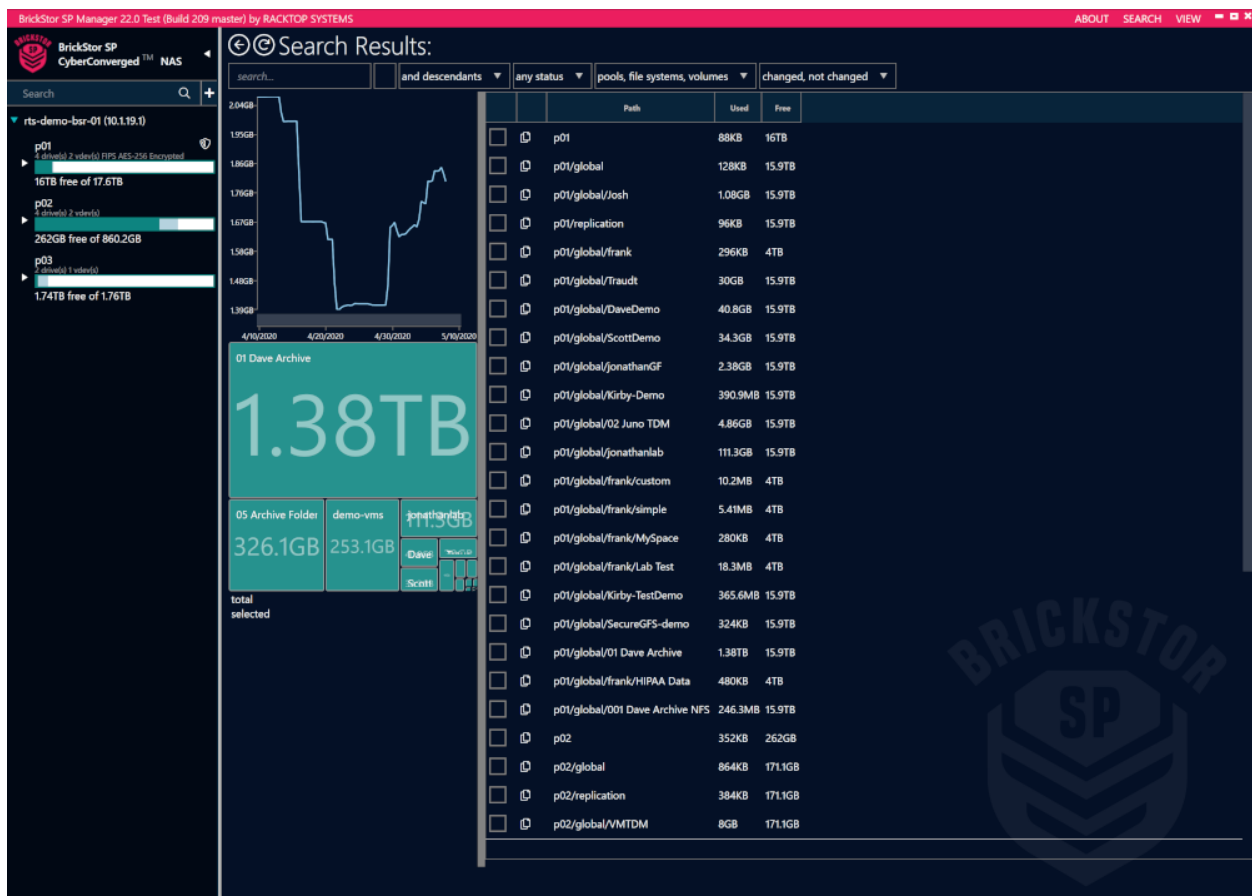 BrickStor SP Manager 22.0 Test (Build 209 master) by RACKTOP SYSTEMS
ABOUT SEARCH VIEW
BRICKSTOR
SP
BrickStor SP
CyberConverged TM NAS
Search
rts-demo-bsr-01 (10.1.19.1)
p01
4 drive(s) 2 vdev(s) FIPS AES-256 Encrypted
16TB free of 17.6TB
p02
4 drive(s) 2 vdev(s)
262GB free of 860.2GB
p03
2 drive(s) 1 vdev(s)
1.74TB free of 1.76TB
Search Results:
search...
and descendants
any status
pools, file systems, volumes
changed, not changed
2.04GB
1.95GB
1.86GB
1.76GB
1.67GB
1.58GB
1.48GB
1.39GB
4/10/2020 4/20/2020 4/30/2020 5/10/2020
01 Dave Archive
1.38TB
05 Archive Folder
326.1GB
demo-vms
253.1GB
jonathanlab
111.3GB
Dave
Scott
total
selected
Path Used Free
p01 88KB 16TB
p01/global 128KB 15.9TB
p01/global/Josh 1.08GB 15.9TB
p01/replication 96KB 15.9TB
p01/global/frank 296KB 4TB
p01/global/Traudt 30GB 15.9TB
p01/global/DaveDemo 40.8GB 15.9TB
p01/global/ScottDemo 34.3GB 15.9TB
p01/global/jonathanGF 2.38GB 15.9TB
p01/global/Kirby-Demo 390.9MB 15.9TB
p01/global/02 Juno TDM 4.86GB 15.9TB
p01/global/jonathanlab 111.3GB 15.9TB
p01/global/frank/custom 10.2MB 4TB
p01/global/frank/simple 5.41MB 4TB
p01/global/frank/MySpace 280KB 4TB
p01/global/frank/Lab Test 18.3MB 4TB
p01/global/Kirby-TestDemo 365.6MB 15.9TB
p01/global/SecureGFS-demo 324KB 15.9TB
p01/global/01 Dave Archive 1.38TB 15.9TB
p01/global/frank/HIPAA Data 480KB 4TB
p01/global/001 Dave Archive NFS 246.3MB 15.9TB
p02 352KB 262GB
p02/global 864KB 171.1GB
p02/replication 384KB 171.1GB
p02/global/VMTDM 8GB 171.1GB
BRICKSTOR
SP